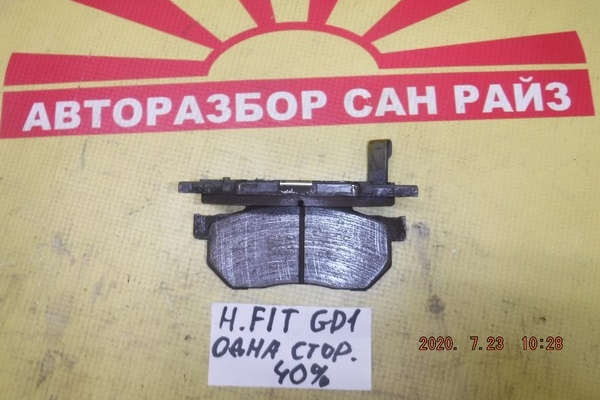 АВТОРАЗБОР САН РАЙЗ
H.FIT GD1
ОДНА СТОР.
40%
2020. 7.23 10:28